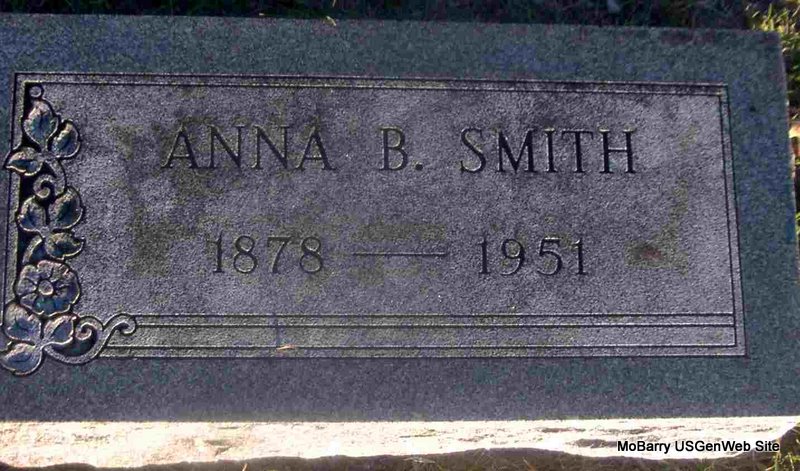 ANNA B. SMITH
1878 — 1951
MoBarry USGenWeb Site